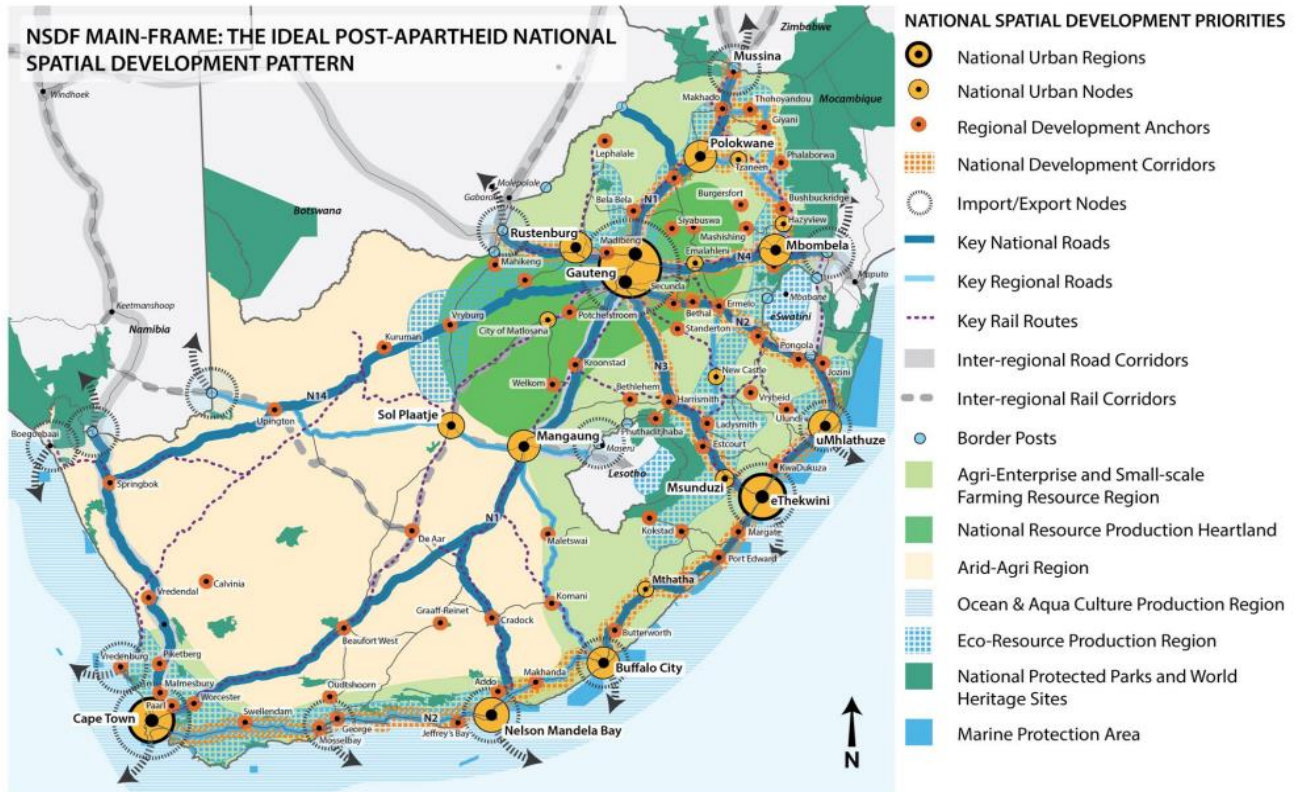 NSDF MAIN-FRAME: THE IDEAL POST-APARTHEID NATIONAL
SPATIAL DEVELOPMENT PATTERN
Zimbabwe
Mussina
Windhoek
Makhado
Thohoyandou
Mocambique
Giyani
Lephalale
Polokwane
Tzaneen
Phalaborwa
Molepolole
Gaborone
Botswana
N1
Bela Bela
Burgersfort
Bushbuckridge
Hazyview
Siyabuswa
Mashishing
Rustenburg
Madibeng
Emalahleni
Mbombela
N4
Mahikeng
Gauteng
Maputo
Keetmanshoop
Namibia
Secunda
Mbabane
eSwatini
Ermelo
Bethal
N2
Vryburg
City of Matlosana
Potchefstroom
Standerton
Kuruman
Pongola
Kroonstad
N3
Jozini
New Castle
Welkom
Bethlehem
Vryheid
N14
Harrismith
Ulundi
Upington
Sol Plaatje
Phuthaditjhaba
Ladysmith
Boegoebaai
Mangaung
Maseru
Estcourt
uMhlathuze
Lesotho
KwaDukuza
Springbok
Msunduzi
eThekwini
N1
Kokstad
Margate
De Aar
Maletswai
Port Edward
Mthatha
Calvinia
Vredendal
Komani
Graaff-Reinet
Cradock
Beaufort West
Butterworth
Vredenburg
Piketberg
Buffalo City
Malmesbury
Oudtshoorn
Addo
Makhanda
Worcester
Paarl
Swellendam
Cape Town
George
N2
Mosselbay
Jeffrey's Bay
Nelson Mandela Bay
N
NATIONAL SPATIAL DEVELOPMENT PRIORITIES
National Urban Regions
National Urban Nodes
Regional Development Anchors
National Development Corridors
Import/Export Nodes
Key National Roads
Key Regional Roads
Key Rail Routes
Inter-regional Road Corridors
Inter-regional Rail Corridors
Border Posts
Agri-Enterprise and Small-scale
Farming Resource Region
National Resource Production Heartland
Arid-Agri Region
Ocean & Aqua Culture Production Region
Eco-Resource Production Region
National Protected Parks and World
Heritage Sites
Marine Protection Area